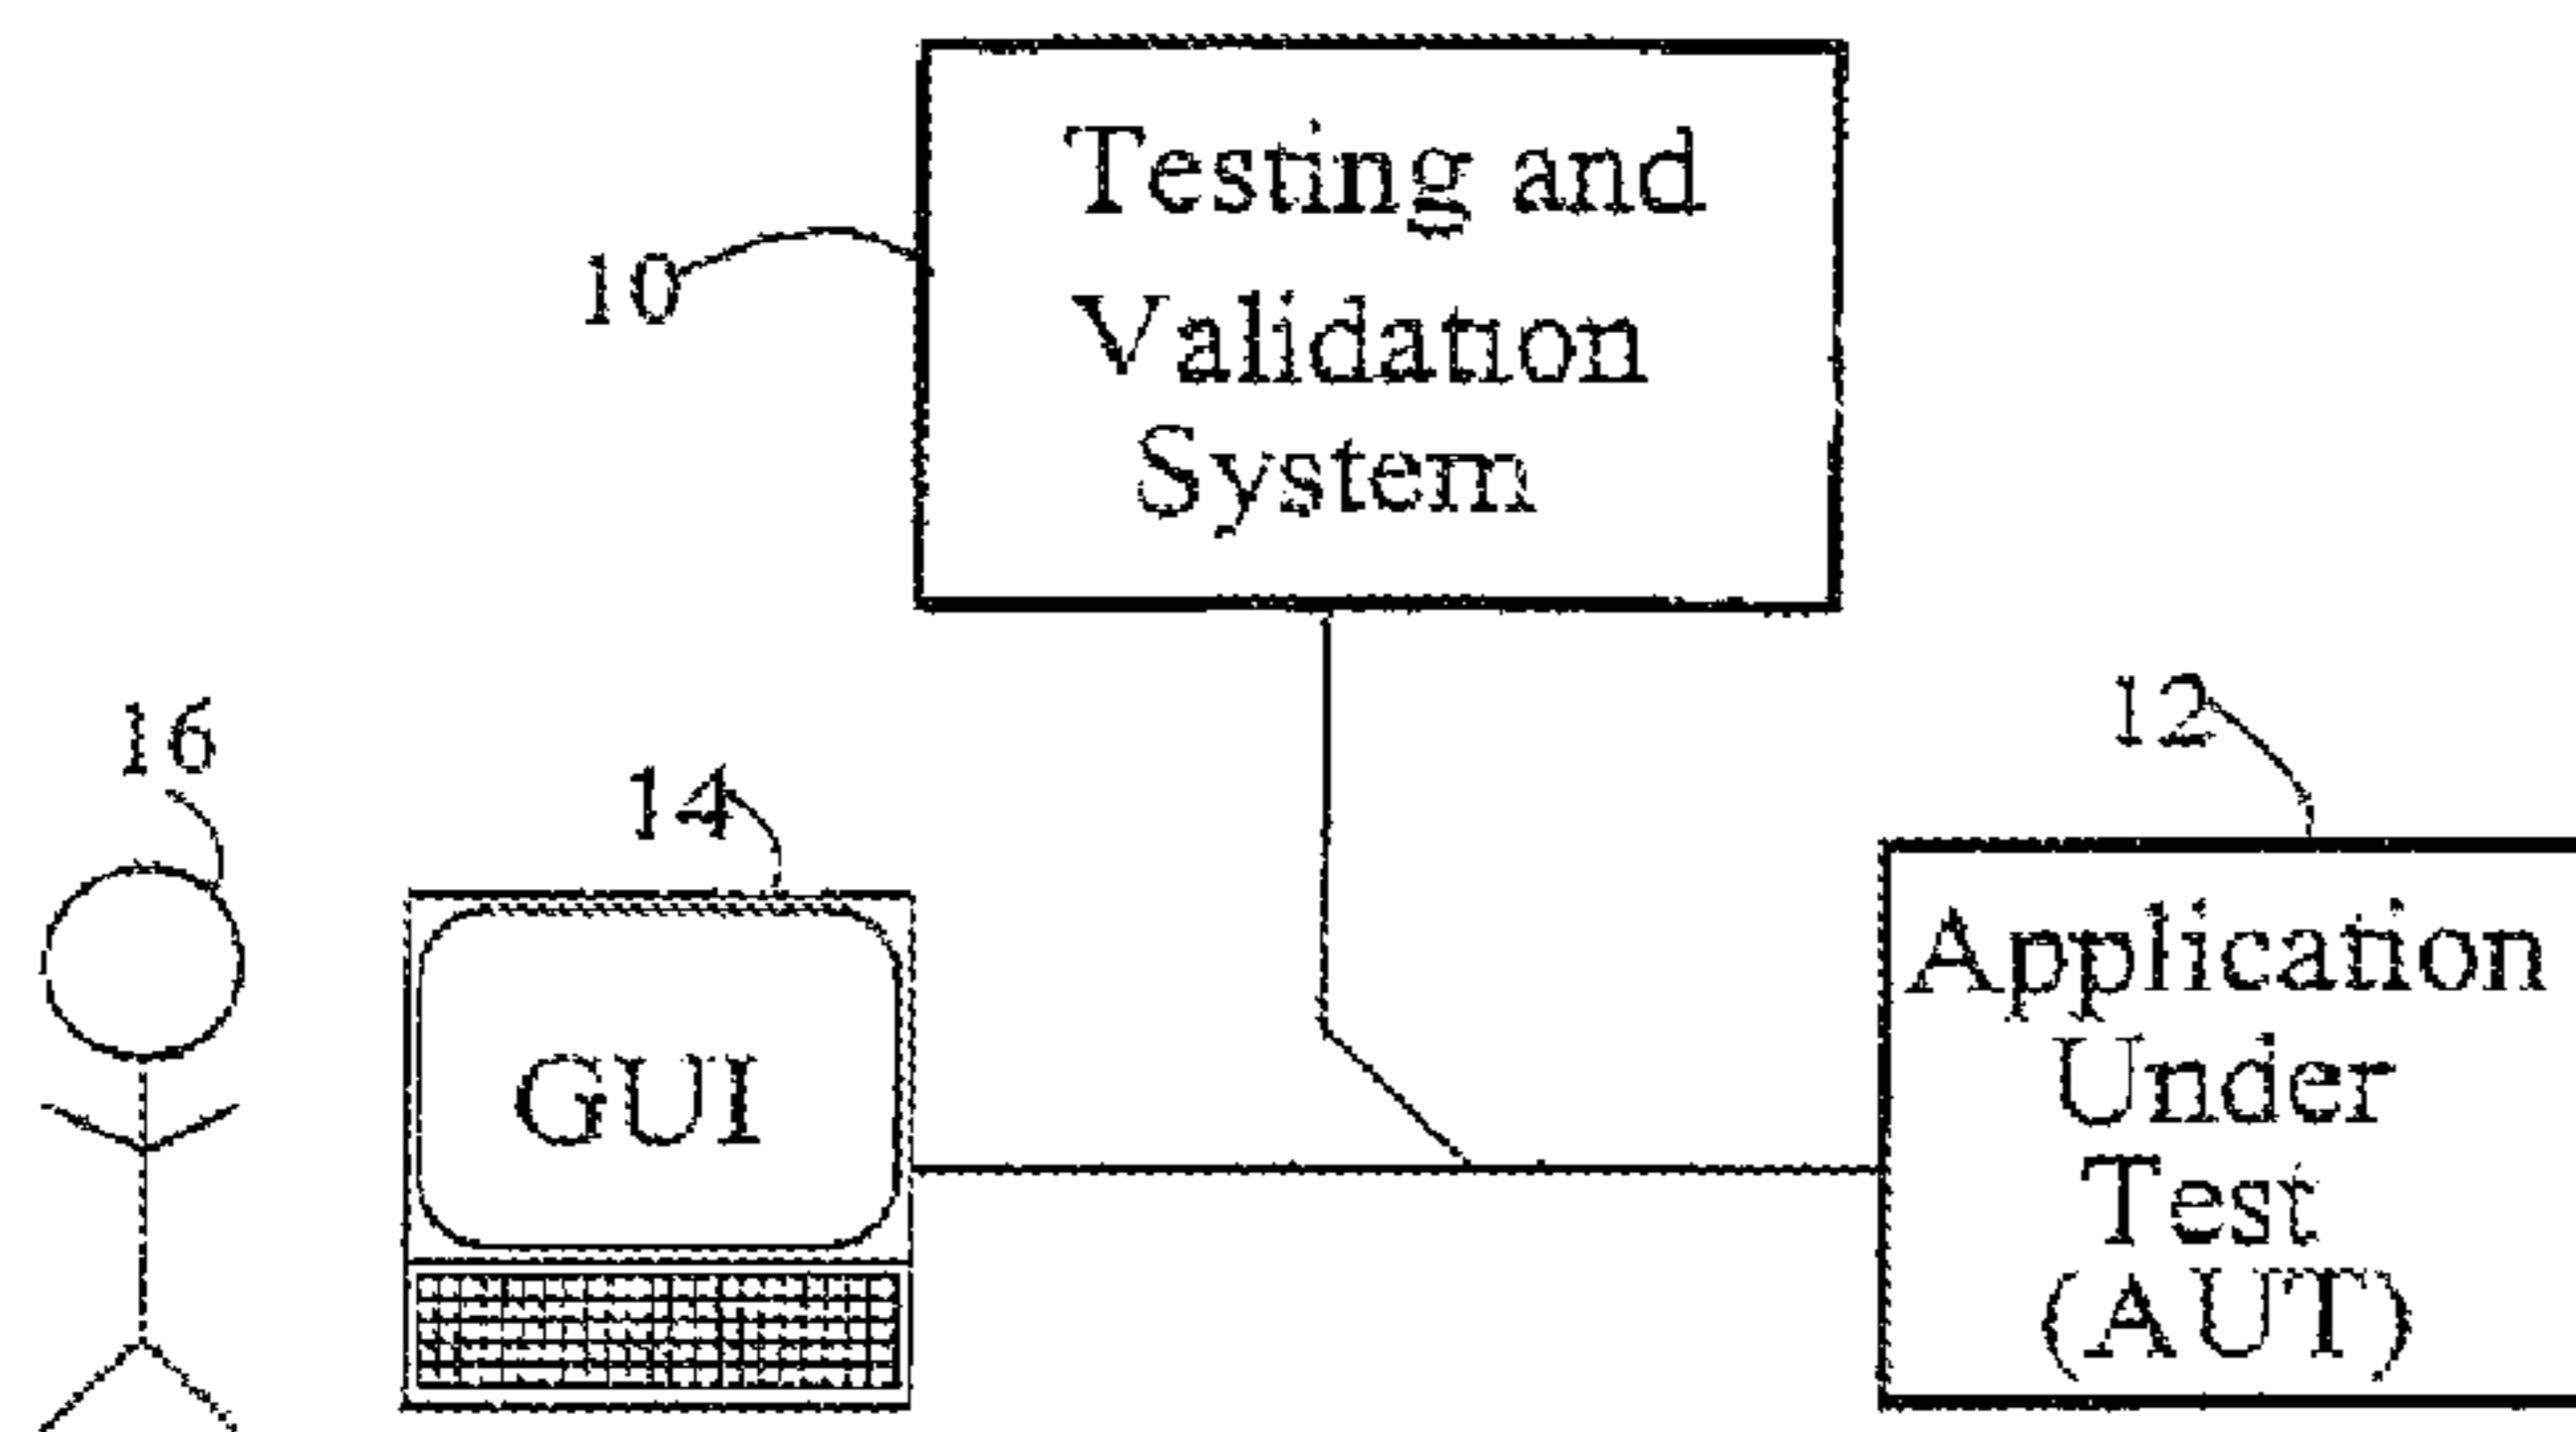 Testing and
Validation
System
10
12
16
14
GUI
Application
Under
Test
(AUT)